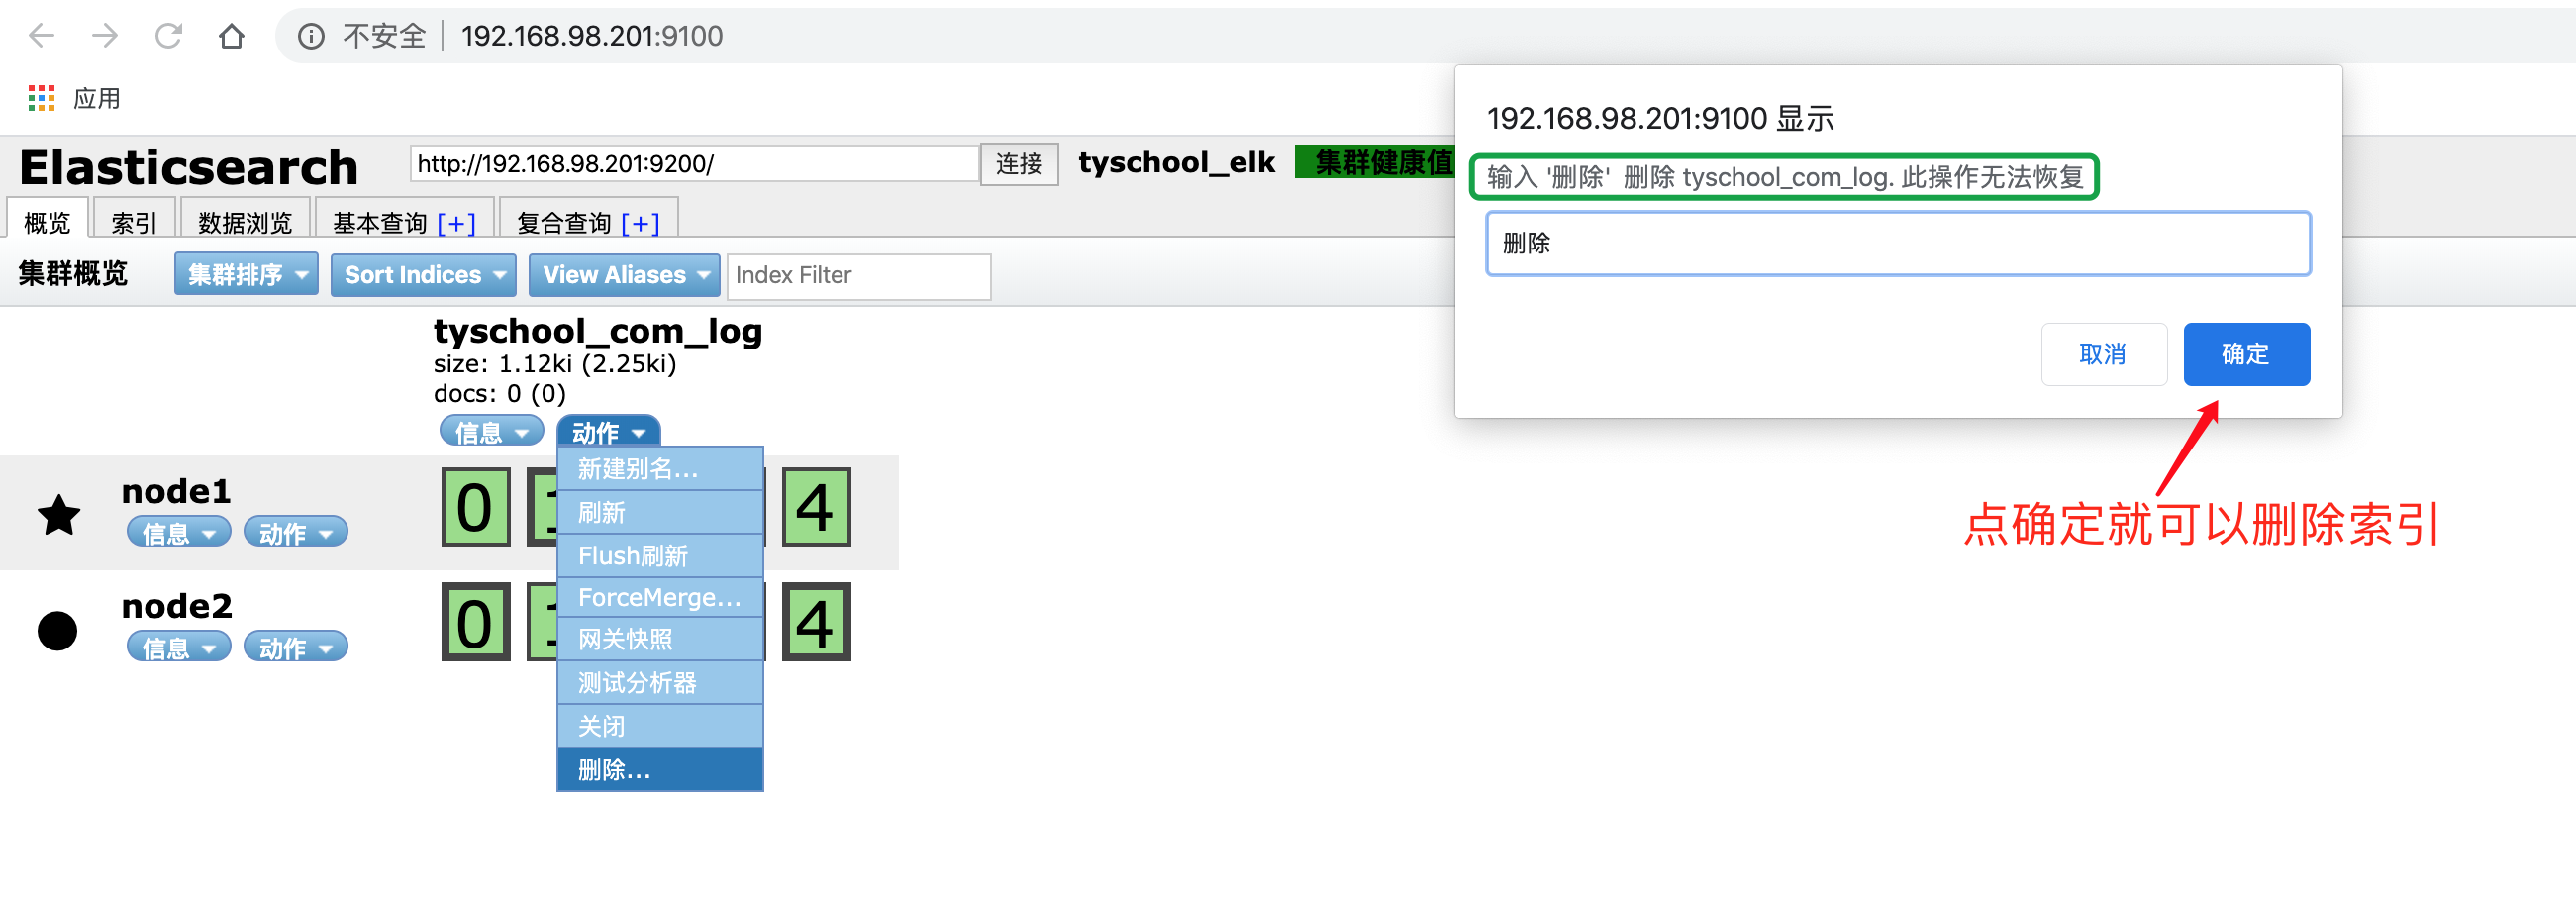 不安全 192.168.98.201:9100
应用
192.168.98.201:9100 显示
输入 '删除' 删除 tyschool_com_log. 此操作无法恢复
删除
取消 确定
点确定就可以删除索引
Elasticsearch http://192.168.98.201:9200/ 连接 tyschool_elk 集群健康值
概览 索引 数据浏览 基本查询 [+] 复合查询 [+]
集群概览 集群排序 Sort Indices View Aliases Index Filter
tyschool_com_log
size: 1.12ki (2.25ki)
docs: 0 (0)
信息 动作
新建别名...
刷新
Flush刷新
ForceMerge...
网关快照
测试分析器
关闭
删除...
node1
信息 动作
0 1 4
node2
信息 动作
0 1 4